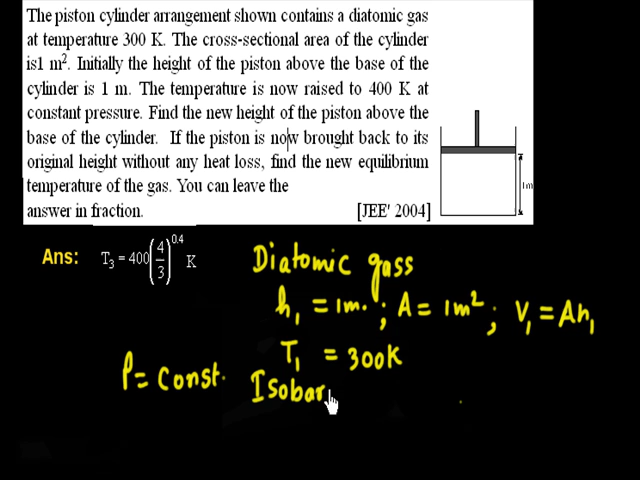 The piston cylinder arrangement shown contains a diatomic gas
at temperature 300 K. The cross-sectional area of the cylinder
is1 m². Initially the height of the piston above the base of the
cylinder is 1 m. The temperature is now raised to 400 K at
constant pressure. Find the new height of the piston above the
base of the cylinder. If the piston is now brought back to its
original height without any heat loss, find the new equilibrium
temperature of the gas. You can leave the
answer in fraction. [JEE' 2004]
1m
Ans: T₃ = 400(4/3)^0.4 K
Diatomic gass
h₁ = 1m. ; A = 1m² ; V₁ = Ah₁
T₁ = 300K
P = Const. Isobar